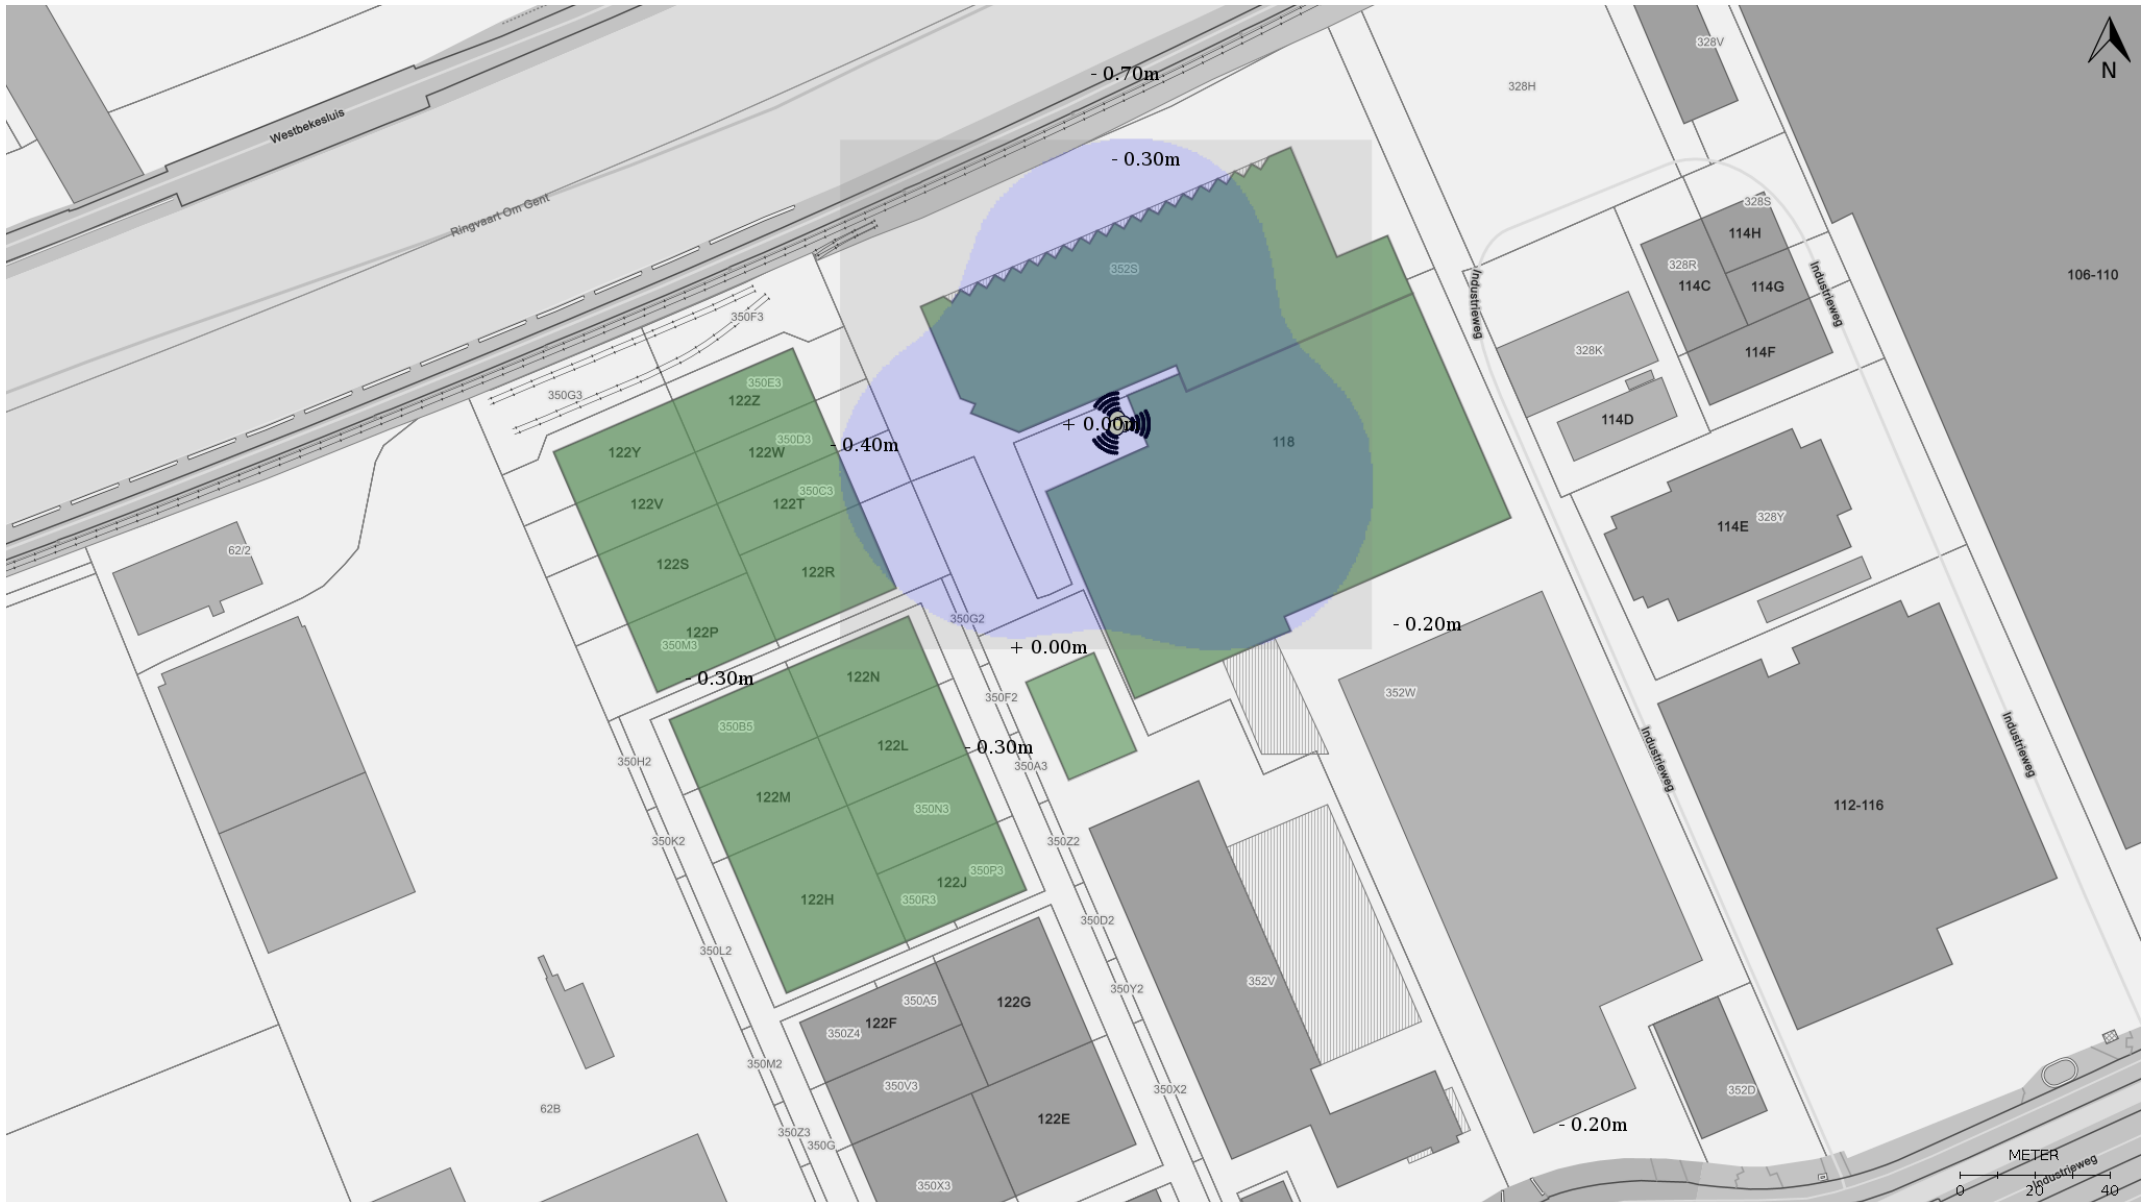 328V
N
- 0.70m
328H
Westbekesluis
- 0.30m
Ringvaart Om Gent
328S
114H
352S
328R
114C
114G
Industrieweg
Industrieweg
106-110
350F3
328K
114F
350E3
122Z
350G3
114D
+ 0.00m
118
122Y
350D3
122W
- 0.40m
122V
350C3
122T
114E
328Y
62/2
122S
122R
350G2
- 0.20m
122P
350M3
+ 0.00m
- 0.30m
122N
350F2
352W
350B5
122L
- 0.30m
350H2
350A3
Industrieweg
Industrieweg
122M
350N3
112-116
350K2
350Z2
350P3
122J
122H
350R3
350D2
350L2
352V
350Y2
350A5
122G
122F
350Z4
350M2
350V3
350X2
352D
62B
122E
- 0.20m
350Z3
350G
METER
Industrieweg
350X3
0
20
40